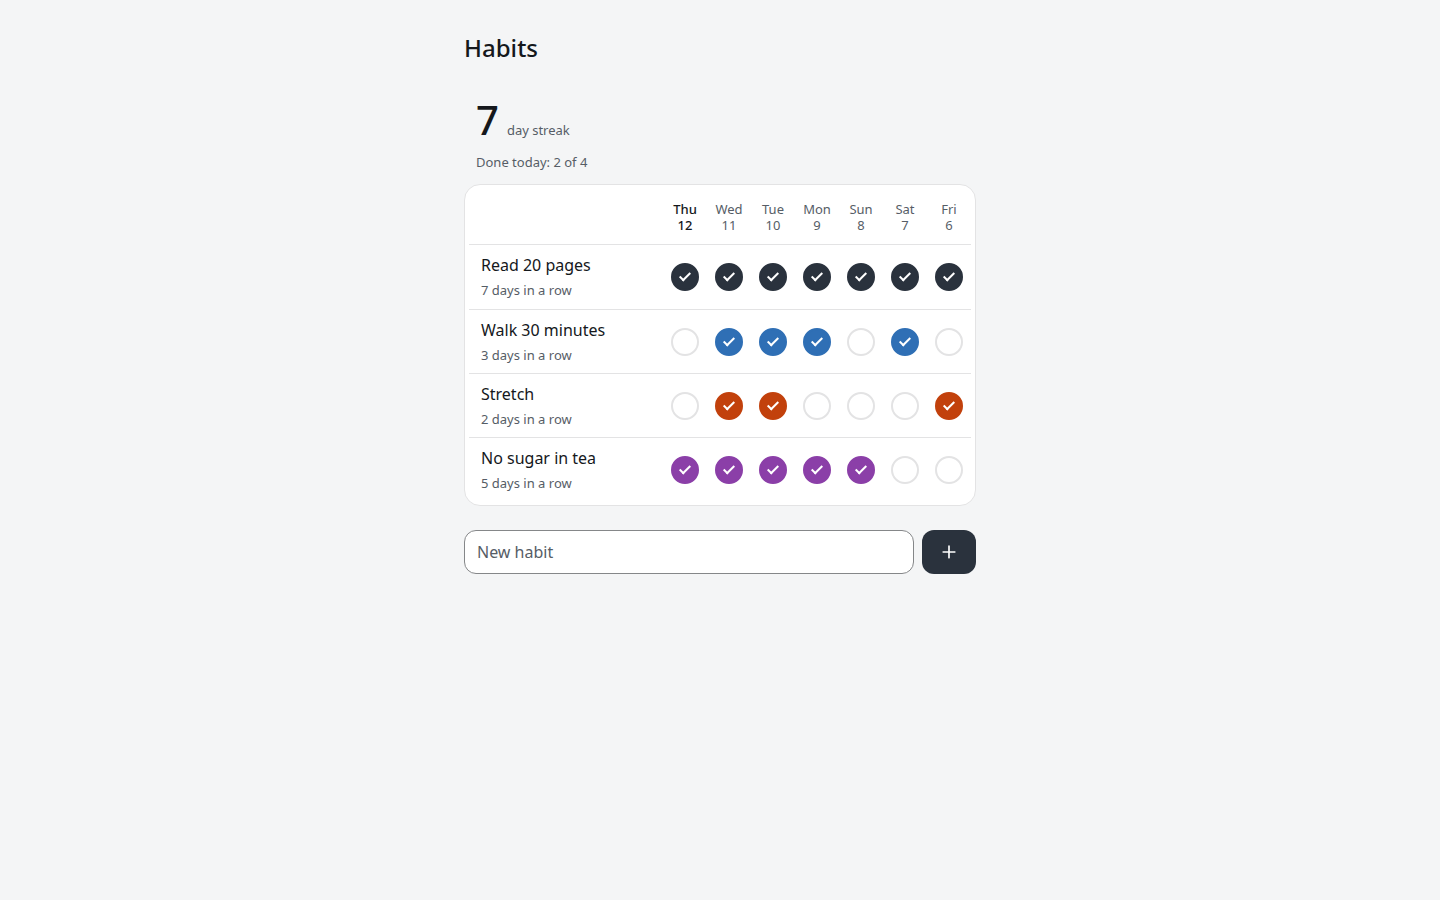 Habits
7 day streak
Done today: 2 of 4
Thu Wed Tue Mon Sun Sat Fri
12 11 10 9 8 7 6
Read 20 pages
7 days in a row
Walk 30 minutes
3 days in a row
Stretch
2 days in a row
No sugar in tea
5 days in a row
New habit